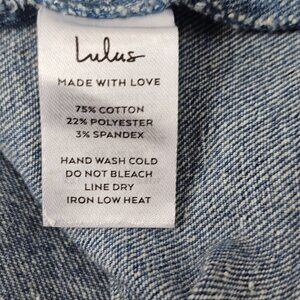 Lulus
MADE WITH LOVE
75% COTTON
22% POLYESTER
3% SPANDEX
HAND WASH COLD
DO NOT BLEACH
LINE DRY
IRON LOW HEAT